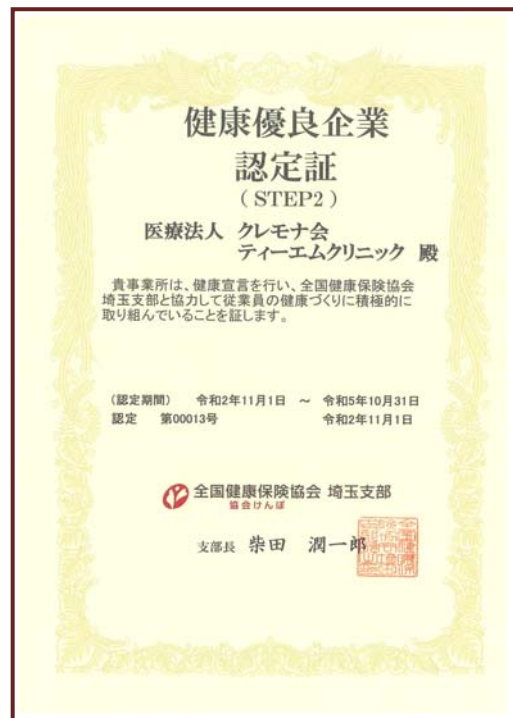 健康優良企業
認定証
(STEP2)
医療法人 クレモナ会
ティーエムクリニック 殿
貴事業所は、健康宣言を行い、全国健康保険協会
埼玉支部と協力して従業員の健康づくりに積極的に
取り組んでいることを証します。
(認定期間) 令和2年11月1日 ～ 令和5年10月31日
認定 第00013号 令和2年11月1日
全国健康保険協会 埼玉支部
協会けんぽ
支部長 柴田 潤一郎